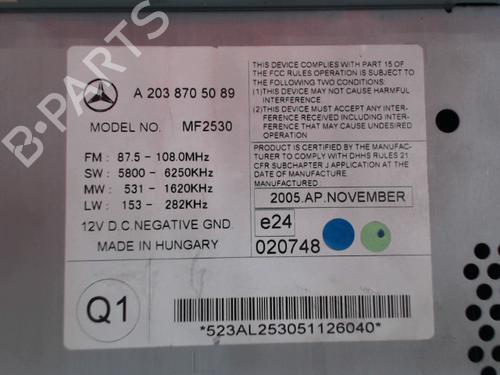 B-PARTS
A 203 870 50 89
MODEL NO. MF2530
FM : 87.5 - 108.0MHz
SW : 5800 - 6250KHz
MW : 531 - 1620KHz
LW : 153 - 282KHz
12V D.C.NEGATIVE GND.
MADE IN HUNGARY
THIS DEVICE COMPLIES WITH PART 15 OF
THE FCC RULES OPERATION IS SUBJECT TO
THE FOLLOWING TWO CONDITIONS:
(1)THIS DEVICE MAY NOT CAUSE HARMFUL
INTERFERENCE
(2)THIS DEVICE MUST ACCEPT ANY INTER-
FERENCE RECEIVED, INCLUDING INTER-
FERENCE THAT MAY CAUSE UNDESIRED
OPERATION.
PRODUCT IS CERTIFIED BY THE MANUFAC-
TURER TO COMPLY WITH DHHS RULES 21
CFR SUBCHAPTER J APPLICATION AT THE
DATE OF MANUFACTURE.
MANUFACTURED
2005.AP.NOVEMBER
e24
020748
Q1
*523AL253051126040*